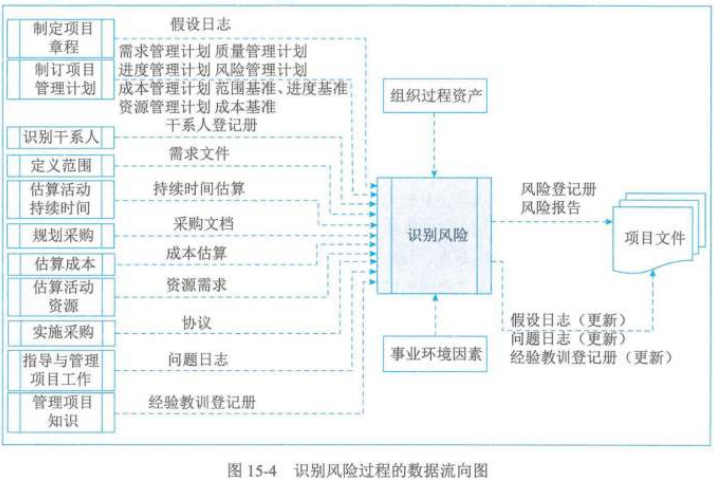 制定项目
章程
假设日志
制订项目
管理计划
需求管理计划 质量管理计划
进度管理计划 风险管理计划
成本管理计划 范围基准、进度基准
资源管理计划 成本基准
识别干系人
干系人登记册
定义范围
需求文件
估算活动
持续时间
持续时间估算
规划采购
采购文档
估算成本
成本估算
估算活动
资源
资源需求
实施采购
协议
指导与管理
项目工作
问题日志
管理项目
知识
经验教训登记册
组织过程资产
识别风险
事业环境因素
风险登记册
风险报告
项目文件
假设日志（更新）
问题日志（更新）
经验教训登记册（更新）
图 15-4 识别风险过程的数据流向图